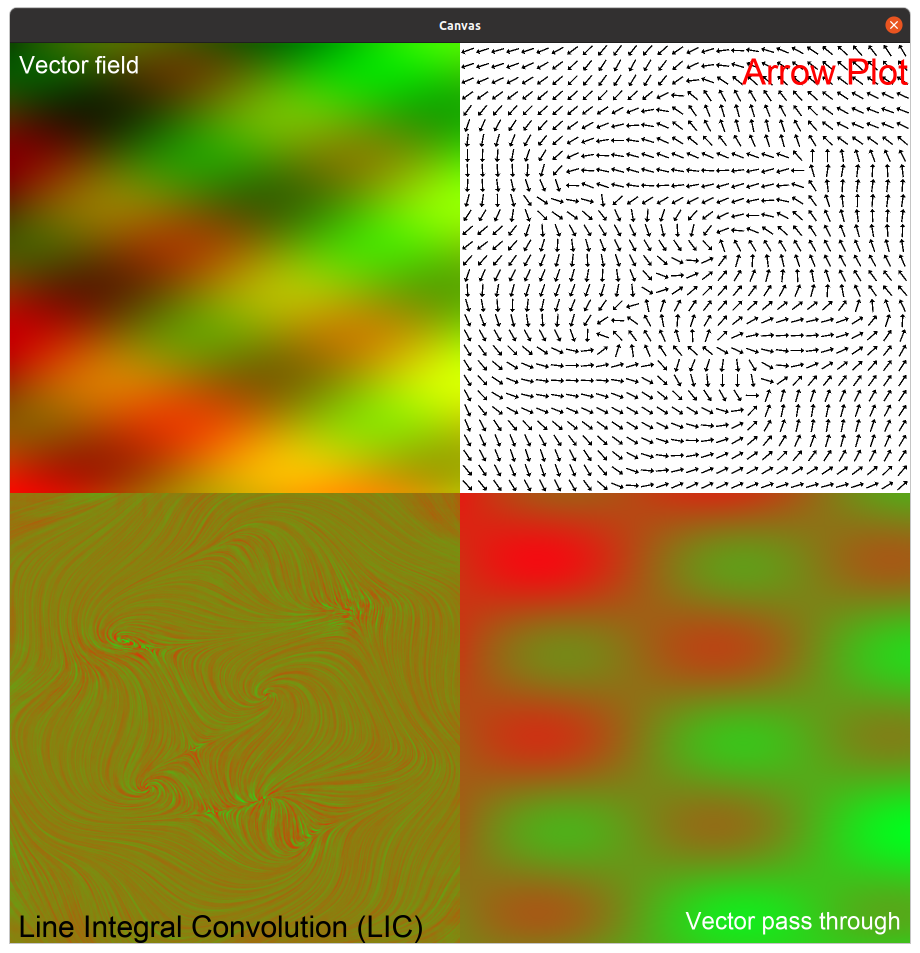 Canvas
Vector field
Arrow Plot
Line Integral Convolution (LIC)
Vector pass through